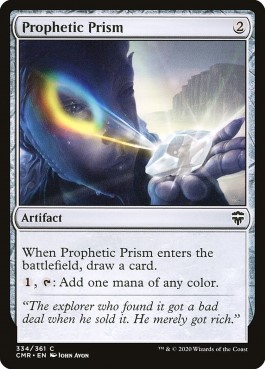 Prophetic Prism 2
Artifact
When Prophetic Prism enters the
battlefield, draw a card.
1, T: Add one mana of any color.
"The explorer who found it got a bad
deal when he sold it. He merely got rich."
334/361 C
CMR • EN John Avon
™ & © 2020 Wizards of the Coast